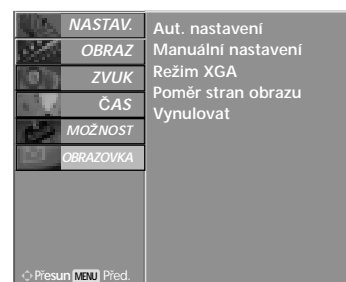 NASTAV.
OBRAZ
ZVUK
ČAS
MOŽNOST
OBRAZOVKA
Aut. nastavení
Manuální nastavení
Režim XGA
Poměr stran obrazu
Vynulovat
Přesun MENU Před.